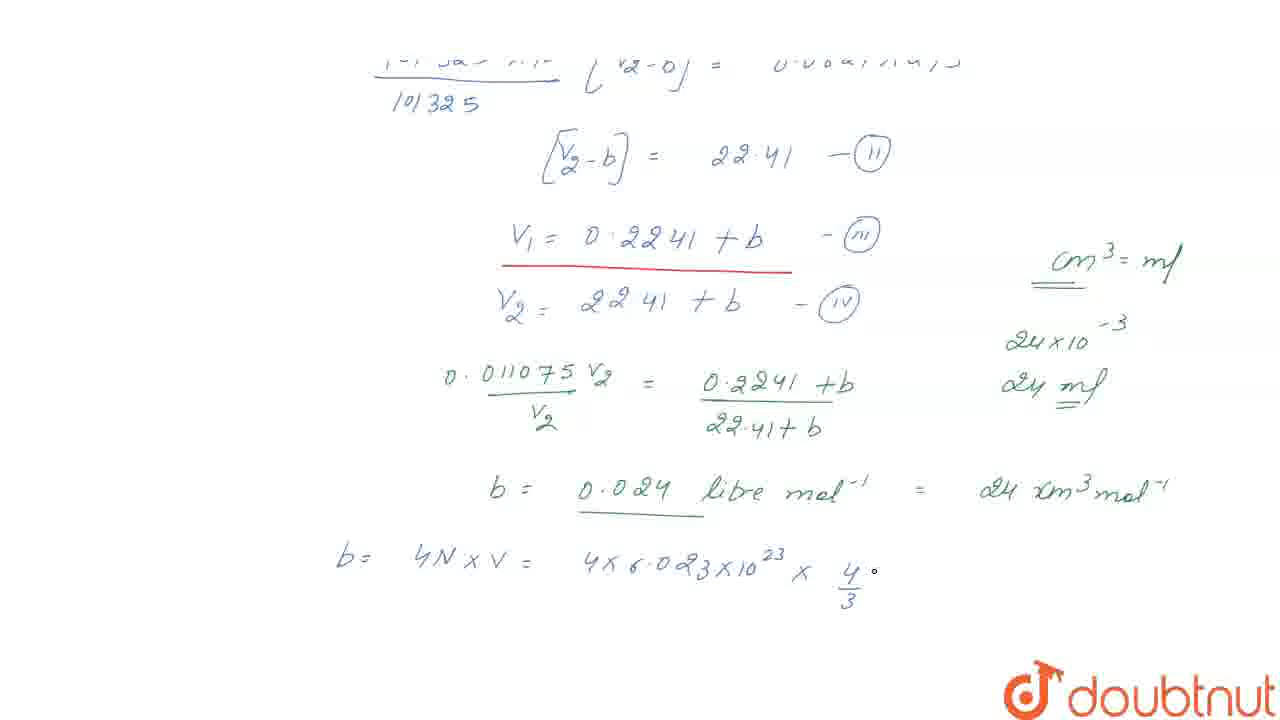 101325
[V2 - b] = 22.41 - II
V1 = 0.2241 + b - III
cm³ = ml
V2 = 22.41 + b - IV
24 × 10⁻³
0.011075 V2 / V2 = 0.2241 + b / 22.41 + b
24 ml
b = 0.024 litre mol⁻¹ = 24 cm³ mol⁻¹
b = 4N × V = 4 × 6.023 × 10²³ × 4/3
doubtnut